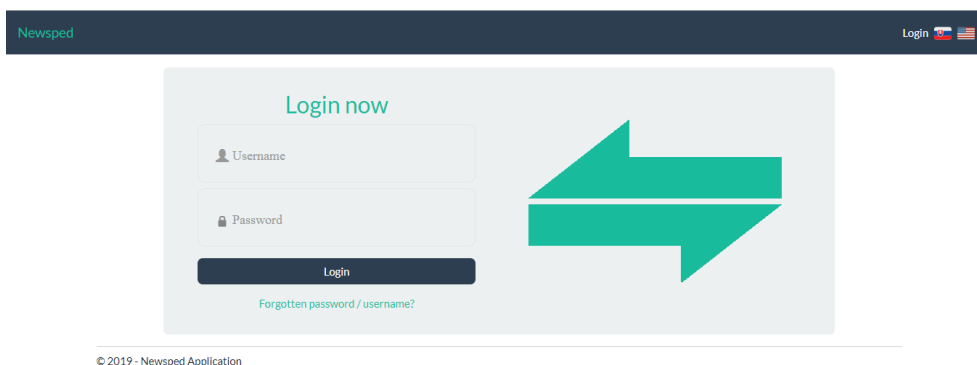 Newsped
Login
Login now
Username
Password
Login
Forgotten password / username?
© 2019 - Newsped Application